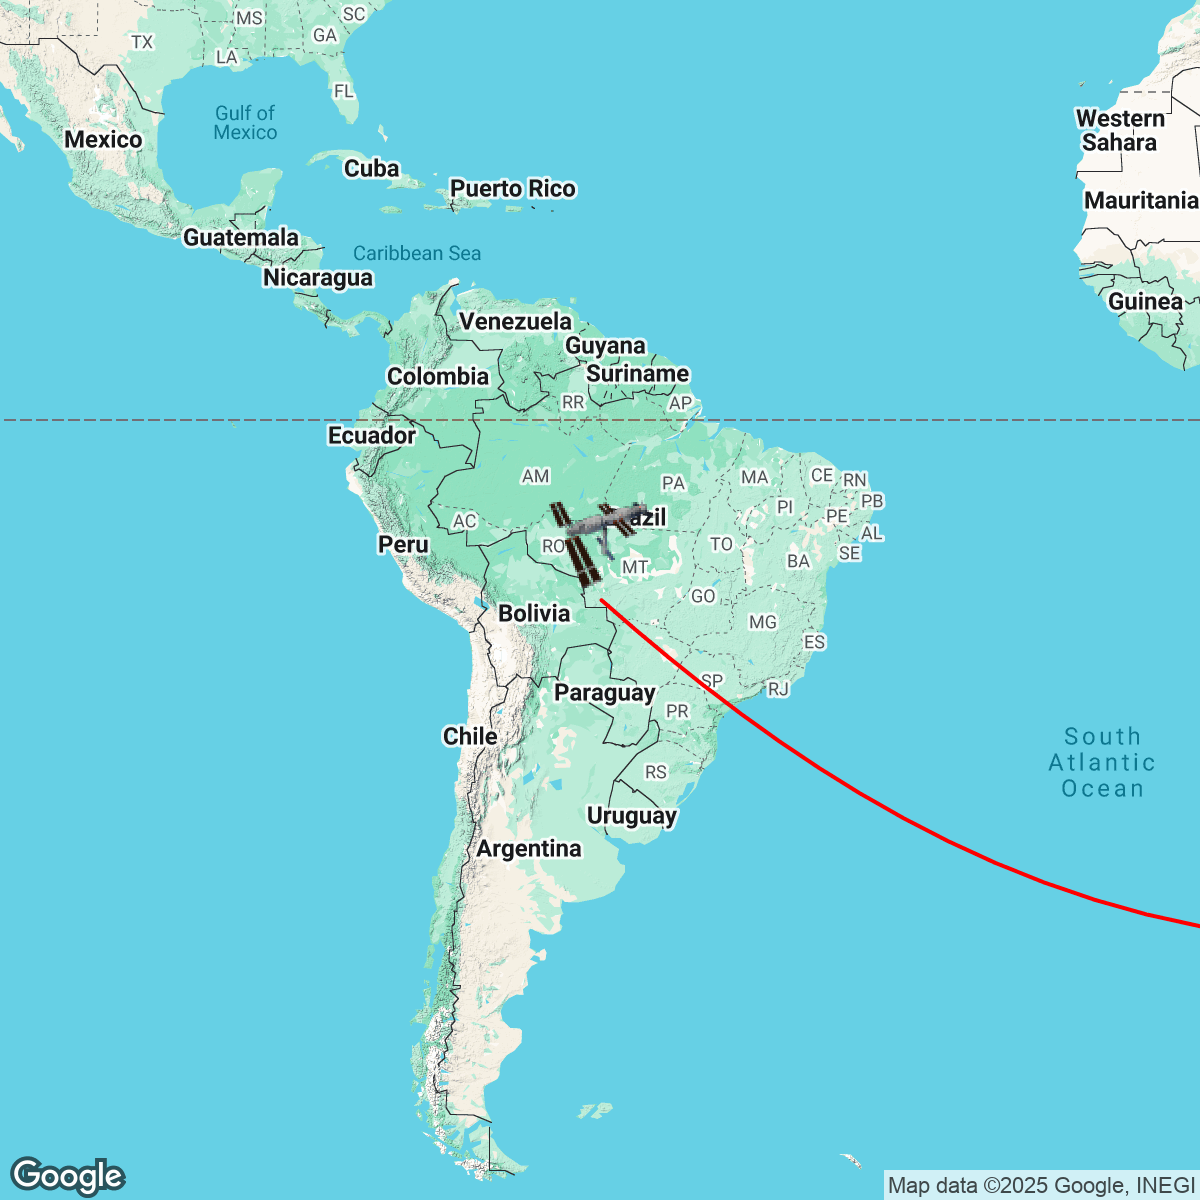 MS
SC
TX
GA
LA
FL
Gulf of
Mexico
Mexico
Western
Sahara
Cuba
Puerto Rico
Mauritania
Guatemala
Caribbean Sea
Nicaragua
Guinea
Venezuela
Guyana
Colombia
Suriname
RR
AP
Ecuador
AM
PA
MA
CE
RN
PI
PB
PE
AC
azil
AL
Peru
RO
TO
SE
MT
BA
GO
Bolivia
MG
ES
SP
RJ
Paraguay
PR
Chile
South
Atlantic
Ocean
RS
Uruguay
Argentina
Google
Map data ©2025 Google, INEGI